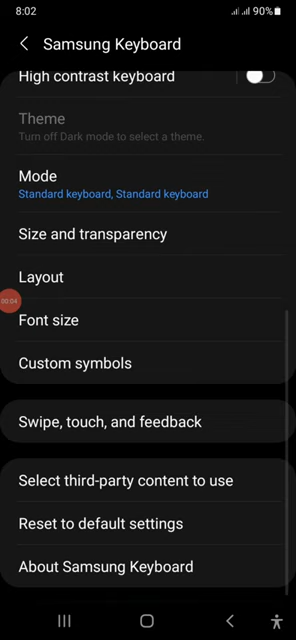 8:02
90%
Samsung Keyboard
High contrast keyboard
Theme
Turn off Dark mode to select a theme.
Mode
Standard keyboard, Standard keyboard
Size and transparency
Layout
00:04
Font size
Custom symbols
Swipe, touch, and feedback
Select third-party content to use
Reset to default settings
About Samsung Keyboard